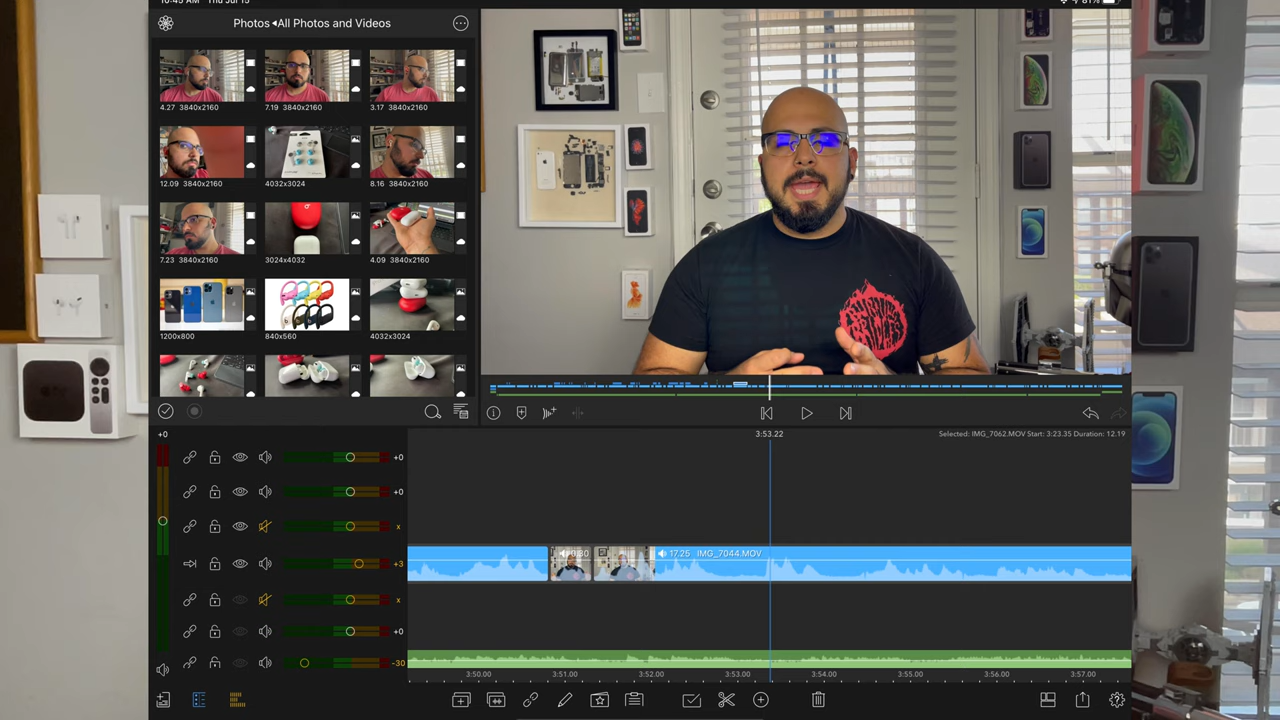 10:45 AM Thu Jul 15
81%
Photos ◂ All Photos and Videos
4.27 3840x2160
7.19 3840x2160
3.17 3840x2160
12.09 3840x2160
4032x3024
8.16 3840x2160
7.23 3840x2160
3024x4032
4.09 3840x2160
1200x800
840x560
4032x3024
+0
3:53.22
Selected: IMG_7062.MOV Start: 3:23.35 Duration: 12.19
+0
+0
x
+3
17.25 IMG_7044.MOV
x
+0
-30
3:50.00
3:51.00
3:52.00
3:53.00
3:54.00
3:55.00
3:56.00
3:57.00